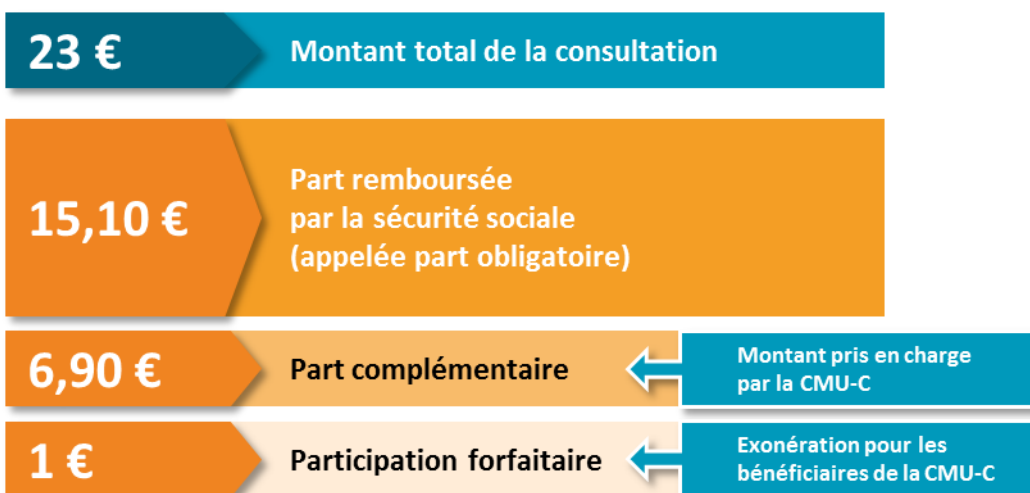 23 €
Montant total de la consultation
15,10 €
Part remboursée
par la sécurité sociale
(appelée part obligatoire)
6,90 €
Part complémentaire
Montant pris en charge
par la CMU-C
1 €
Participation forfaitaire
Exonération pour les
bénéficiaires de la CMU-C